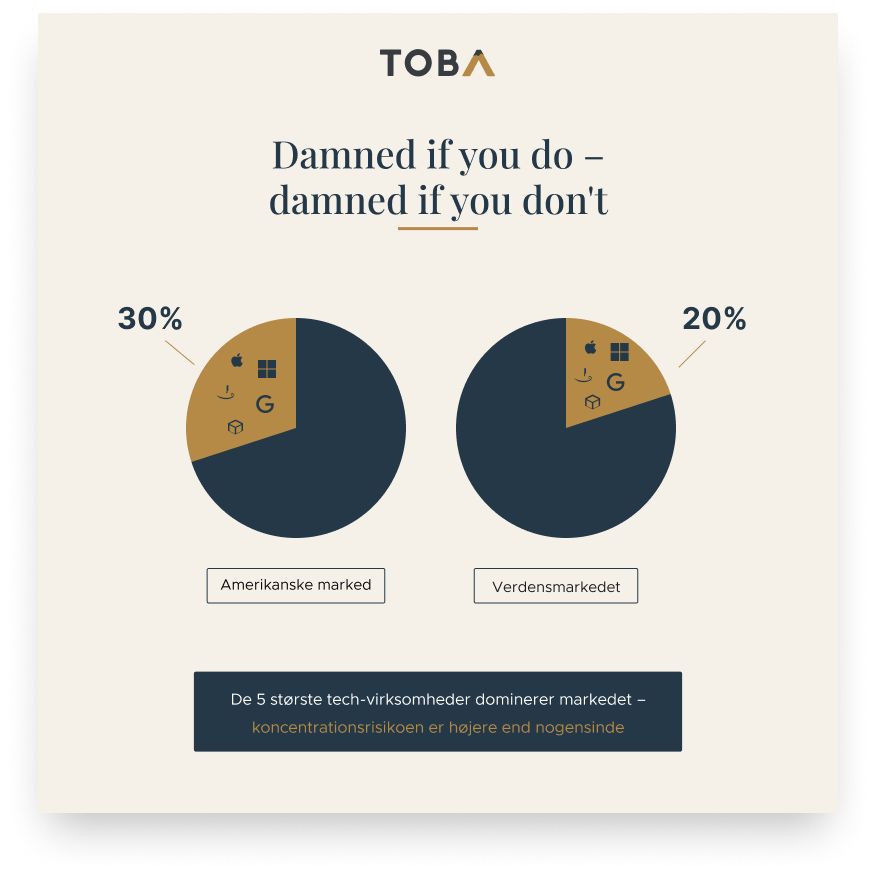 TOBA
Damned if you do –
damned if you don't
30%
20%
Amerikanske marked
Verdensmarkedet
De 5 største tech-virksomheder dominerer markedet –
koncentrationsrisikoen er højere end nogensinde